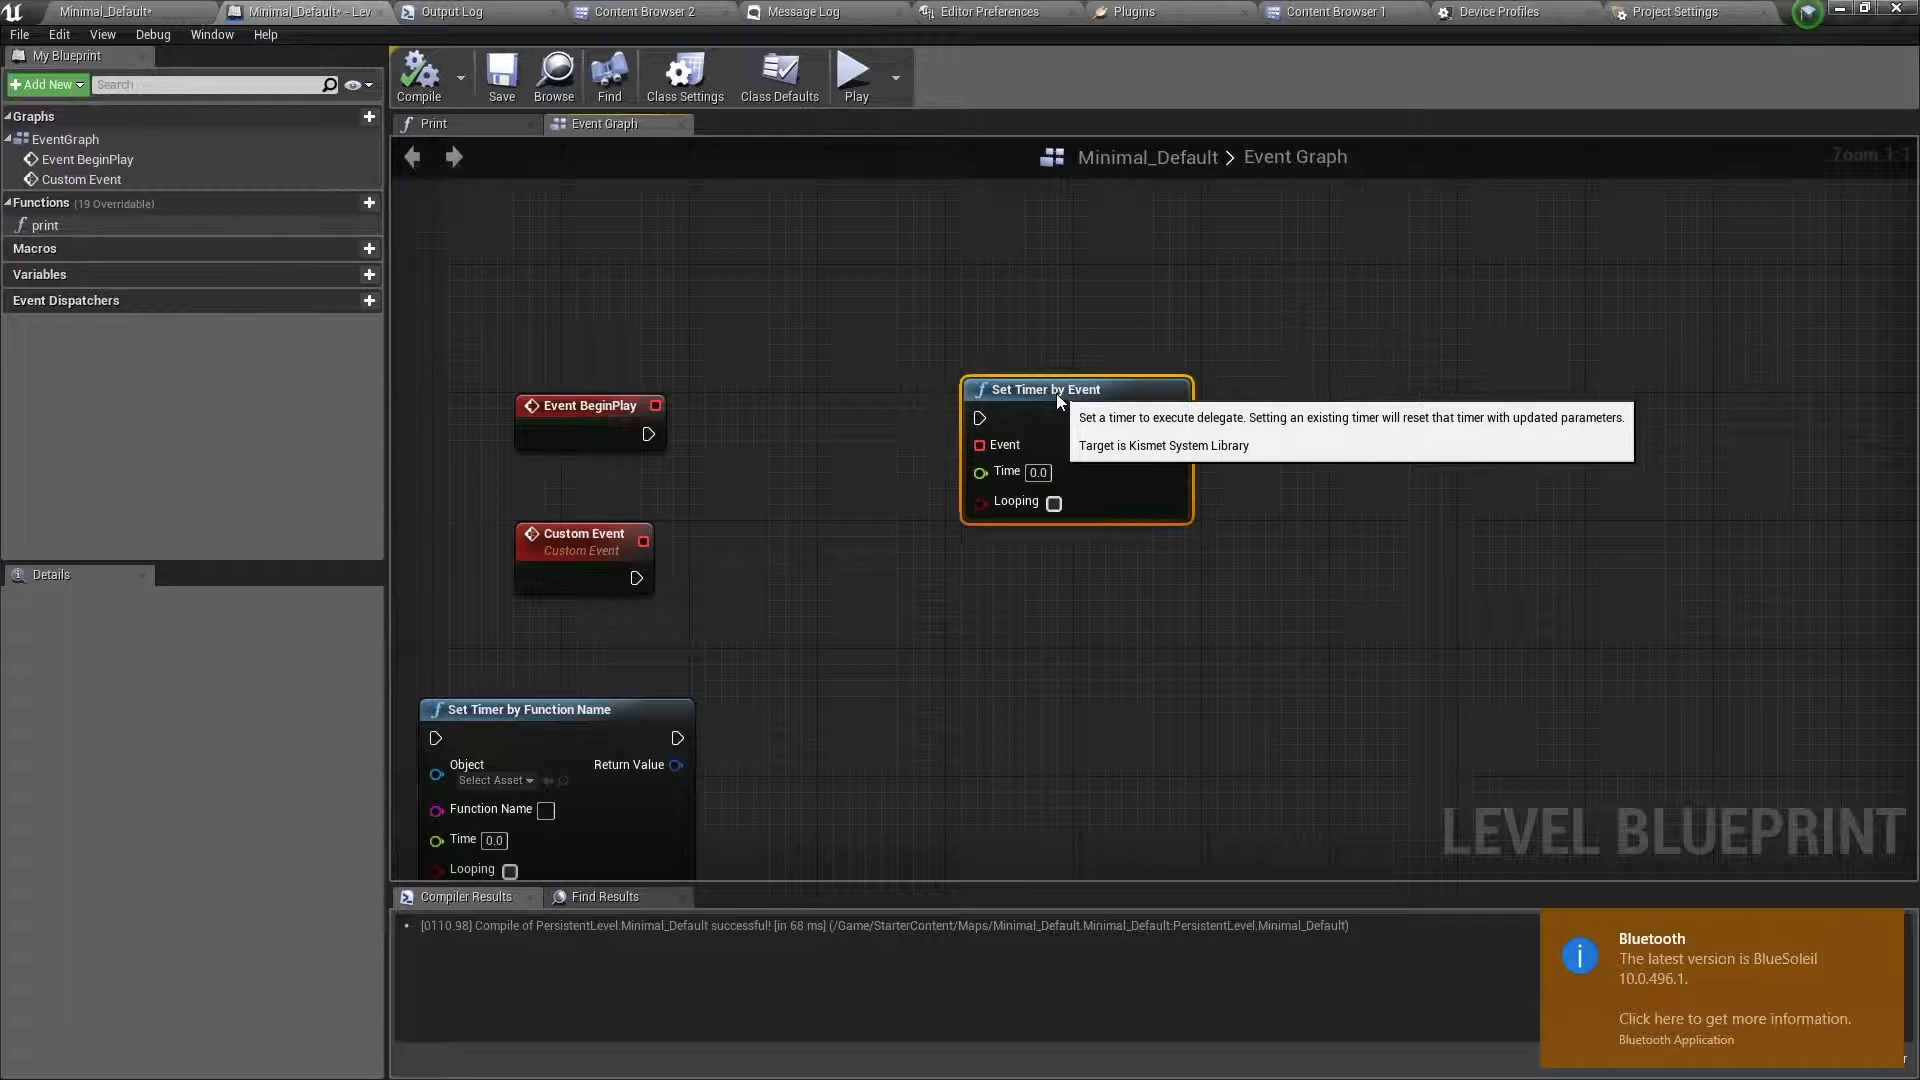 Minimal_Default*
Minimal_Default* - Lev
Output Log
Content Browser 2
Message Log
Editor Preferences
Plugins
Content Browser 1
Device Profiles
Project Settings
File
Edit
View
Debug
Window
Help
My Blueprint
Add New
Search
Compile
Save
Browse
Find
Class Settings
Class Defaults
Play
Graphs
EventGraph
Event BeginPlay
Custom Event
Functions (19 Overridable)
print
Macros
Variables
Event Dispatchers
Details
Print
Event Graph
Minimal_Default > Event Graph
Zoom 1:1
Event BeginPlay
Custom Event
Custom Event
Set Timer by Event
Event
Time 0.0
Looping
Set a timer to execute delegate. Setting an existing timer will reset that timer with updated parameters.
Target is Kismet System Library
Set Timer by Function Name
Object
Select Asset
Return Value
Function Name
Time 0.0
Looping
LEVEL BLUEPRINT
Compiler Results
Find Results
[0110.98] Compile of PersistentLevel.Minimal_Default successful! [in 68 ms] (/Game/StarterContent/Maps/Minimal_Default.Minimal_Default:PersistentLevel.Minimal_Default)
Bluetooth
The latest version is BlueSoleil
10.0.496.1.
Click here to get more information.
Bluetooth Application